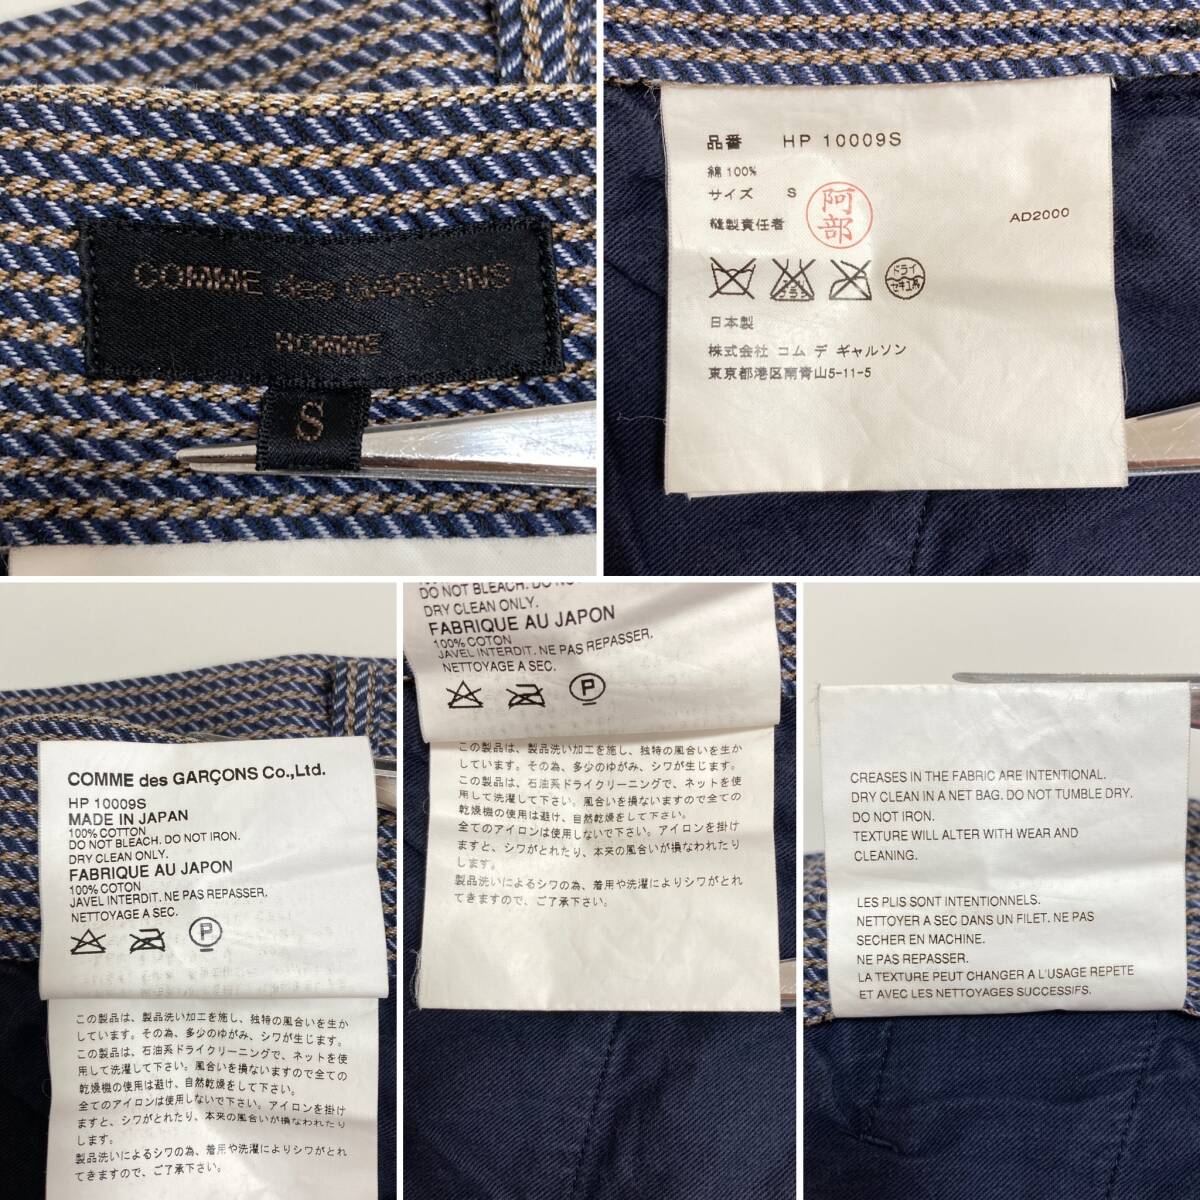 COMME des GARÇONS
HOMME
S
品番 HP 10009S
綿 100%
サイズ S
縫製責任者 阿部
AD2000
ドライ
セキユ系
日本製
株式会社 コム デ ギャルソン
東京都港区南青山5-11-5
COMME des GARÇONS Co.,Ltd.
HP 10009S
MADE IN JAPAN
100% COTTON
DO NOT BLEACH. DO NOT IRON.
DRY CLEAN ONLY.
FABRIQUE AU JAPON
100% COTON
JAVEL INTERDIT. NE PAS REPASSER.
NETTOYAGE A SEC.
P
この製品は、製品洗い加工を施し、独特の風合いを生か
しています。その為、多少のゆがみ、シワが生じます。
この製品は、石油系ドライクリーニングで、ネットを使
用して洗濯して下さい。風合いを損ないますので全ての
乾燥機の使用は避け、自然乾燥をして下さい。
全てのアイロンは使用しないで下さい。アイロンを掛け
ますと、シワがとれたり、本来の風合いが損なわれたり
します。
製品洗いによるシワの為、着用や洗濯によりシワがとれ
てきますので、ご了承下さい。
DO NOT BLEACH. DO NOT
DRY CLEAN ONLY.
FABRIQUE AU JAPON
100% COTON
JAVEL INTERDIT. NE PAS REPASSER.
NETTOYAGE A SEC.
P
この製品は、製品洗い加工を施し、独特の風合いを生か
しています。その為、多少のゆがみ、シワが生じます。
この製品は、石油系ドライクリーニングで、ネットを使
用して洗濯して下さい。風合いを損ないますので全ての
乾燥機の使用は避け、自然乾燥をして下さい。
全てのアイロンは使用しないで下さい。アイロンを掛け
ますと、シワがとれたり、本来の風合いが損なわれたり
します。
製品洗いによるシワの為、着用や洗濯によりシワがとれ
てきますので、ご了承下さい。
CREASES IN THE FABRIC ARE INTENTIONAL.
DRY CLEAN IN A NET BAG. DO NOT TUMBLE DRY.
DO NOT IRON.
TEXTURE WILL ALTER WITH WEAR AND
CLEANING.
LES PLIS SONT INTENTIONNELS.
NETTOYER A SEC DANS UN FILET. NE PAS
SECHER EN MACHINE.
NE PAS REPASSER.
LA TEXTURE PEUT CHANGER A L'USAGE REPETE
ET AVEC LES NETTOYAGES SUCCESSIFS.